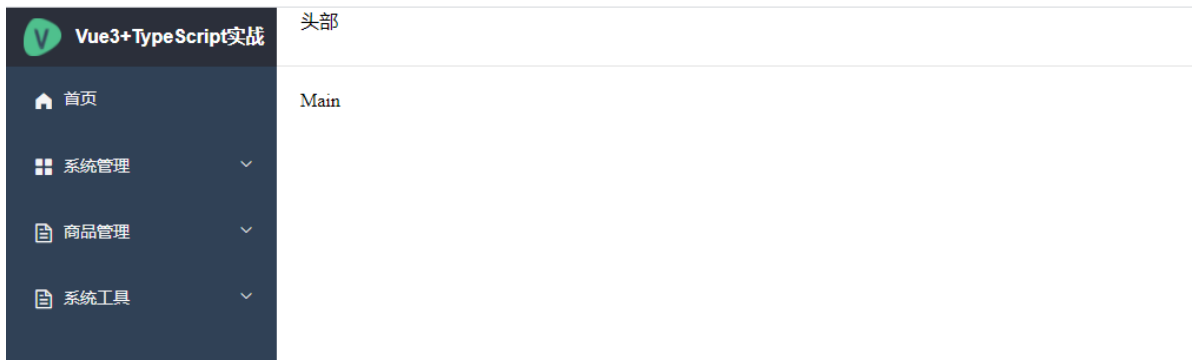 Vue3+TypeScript实战
头部
首页
Main
系统管理
商品管理
系统工具